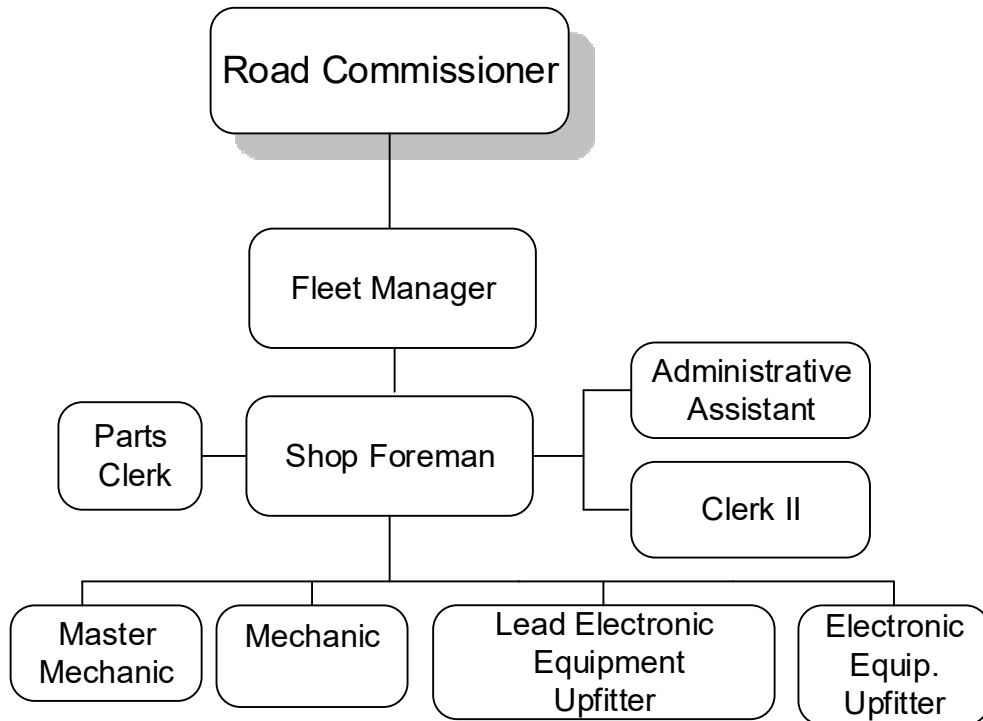 Road Commissioner
Fleet Manager
Administrative
Assistant
Parts
Clerk
Shop Foreman
Clerk II
Master
Mechanic
Mechanic
Lead Electronic
Equipment
Upfitter
Electronic
Equip.
Upfitter